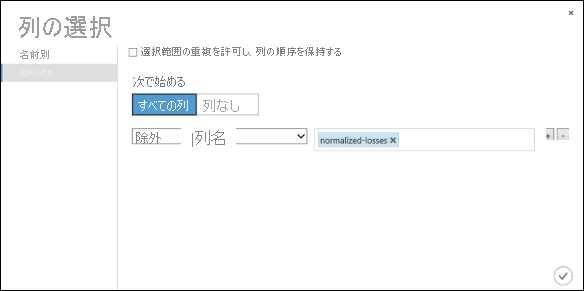 列の選択
名前別
選択範囲の重複を許可し、列の順序を保持する
次で始める
すべての列 列なし
除外 列名 normalized-losses